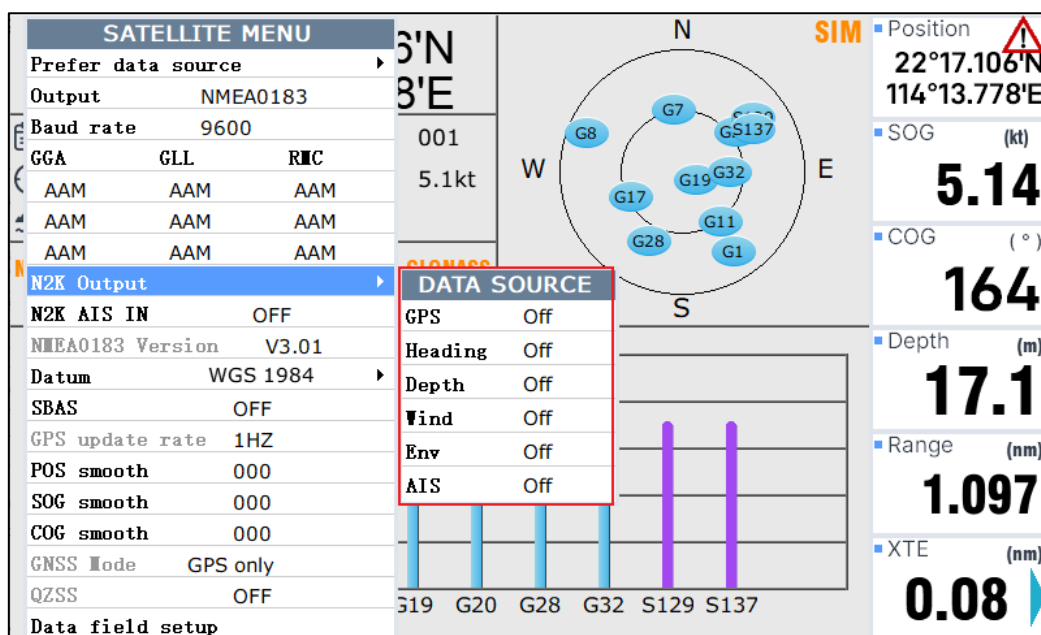 SATELLITE MENU
Prefer data source
Output NMEA0183
Baud rate 9600
GGA GLL RMC
AAM AAM AAM
AAM AAM AAM
AAM AAM AAM
N2K Output
N2K AIS IN OFF
NMEA0183 Version V3.01
Datum WGS 1984
SBAS OFF
GPS update rate 1HZ
POS smooth 000
SOG smooth 000
COG smooth 000
GNSS Mode GPS only
QZSS OFF
Data field setup
'N
8'E
001
5.1kt
DATA SOURCE
GPS Off
Heading Off
Depth Off
Wind Off
Env Off
AIS Off
SIM
N
W
E
S
G7
G8
S137
G19
G32
G17
G11
G28
G1
G19 G20 G28 G32 S129 S137
Position
22°17.106'N
114°13.778'E
SOG (kt)
5.14
COG (°)
164
Depth (m)
17.1
Range (nm)
1.097
XTE (nm)
0.08